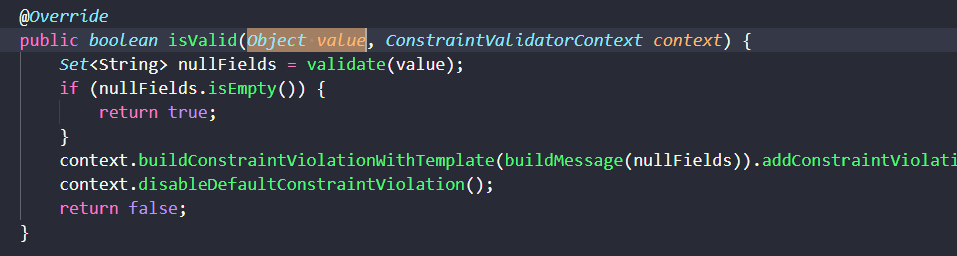 @Override
public boolean isValid(Object value, ConstraintValidatorContext context) {
    Set<String> nullFields = validate(value);
    if (nullFields.isEmpty()) {
        return true;
    }
    context.buildConstraintViolationWithTemplate(buildMessage(nullFields)).addConstraintViolati
    context.disableDefaultConstraintViolation();
    return false;
}